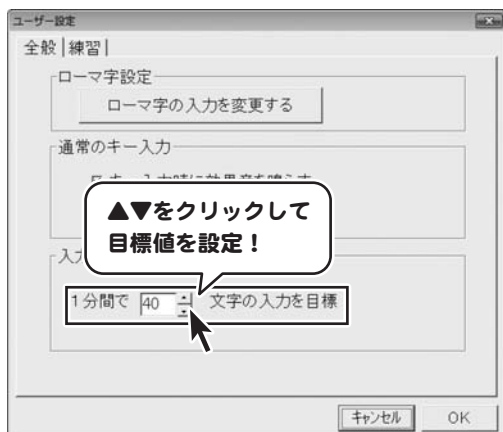 ユーザー設定
全般 練習
ローマ字設定
ローマ字の入力を変更する
通常のキー入力
▲▼をクリックして
目標値を設定！
入力
1分間で 40 文字の入力を目標
キャンセル OK